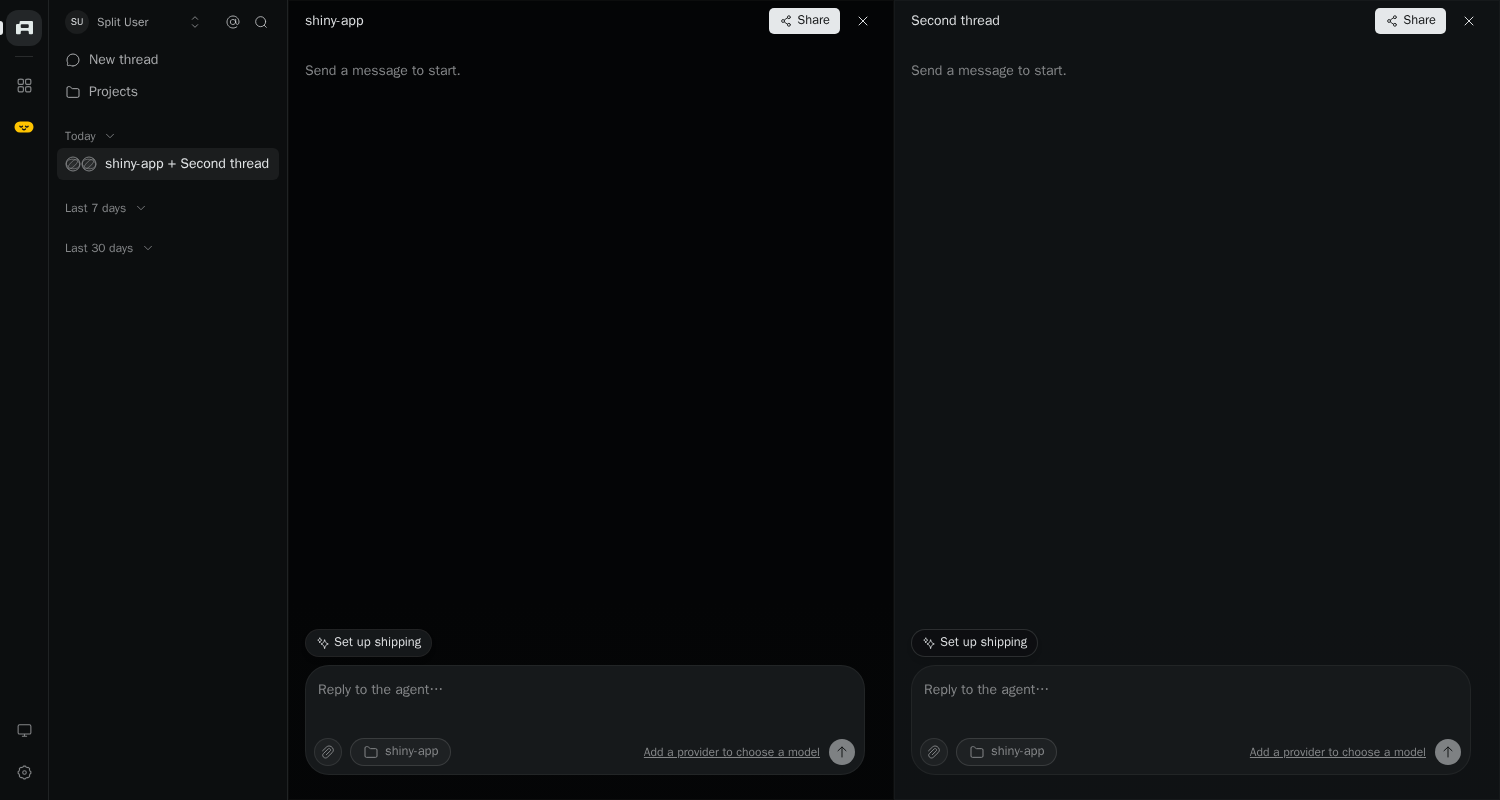 SU
Split User
New thread
Projects
Today
shiny-app + Second thread
Last 7 days
Last 30 days
shiny-app
Share
Send a message to start.
Set up shipping
Reply to the agent…
shiny-app
Add a provider to choose a model
Second thread
Share
Send a message to start.
Set up shipping
Reply to the agent…
shiny-app
Add a provider to choose a model